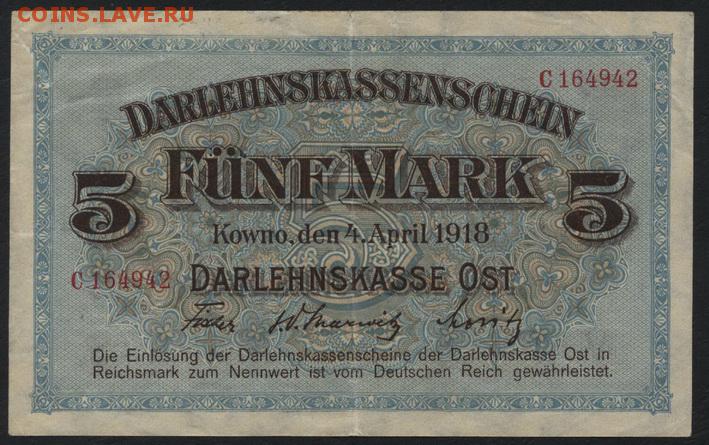 COINS.LAVE.RU
C 164942
DARLEHNSKASSENSCHEIN
5 FÜNF MARK 5
Kowno, den 4. April 1918
C 164942 DARLEHNSKASSE OST
Die Einlösung der Darlehnskassenscheine der Darlehnskasse Ost in
Reichsmark zum Nennwert ist vom Deutschen Reich gewährleistet.